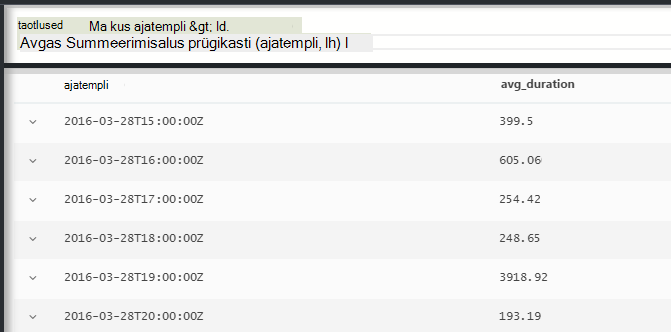 taotlused Ma kus ajatempli &gt; ld.
Avgas Summeerimisalus prügikasti (ajatempli, lh) l
ajatempli avg_duration
2016-03-28T15:00:00Z 399.5
2016-03-28T16:00:00Z 605.06
2016-03-28T17:00:00Z 254.42
2016-03-28T18:00:00Z 248.65
2016-03-28T19:00:00Z 3918.92
2016-03-28T20:00:00Z 193.19